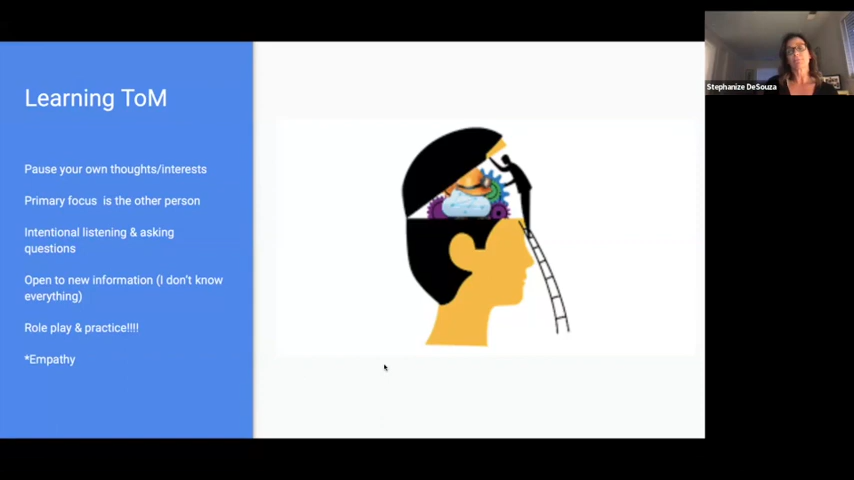 Learning ToM
Pause your own thoughts/interests
Primary focus is the other person
Intentional listening & asking
questions
Open to new information (I don't know
everything)
Role play & practice!!!!
*Empathy
Stephanize DeSouza